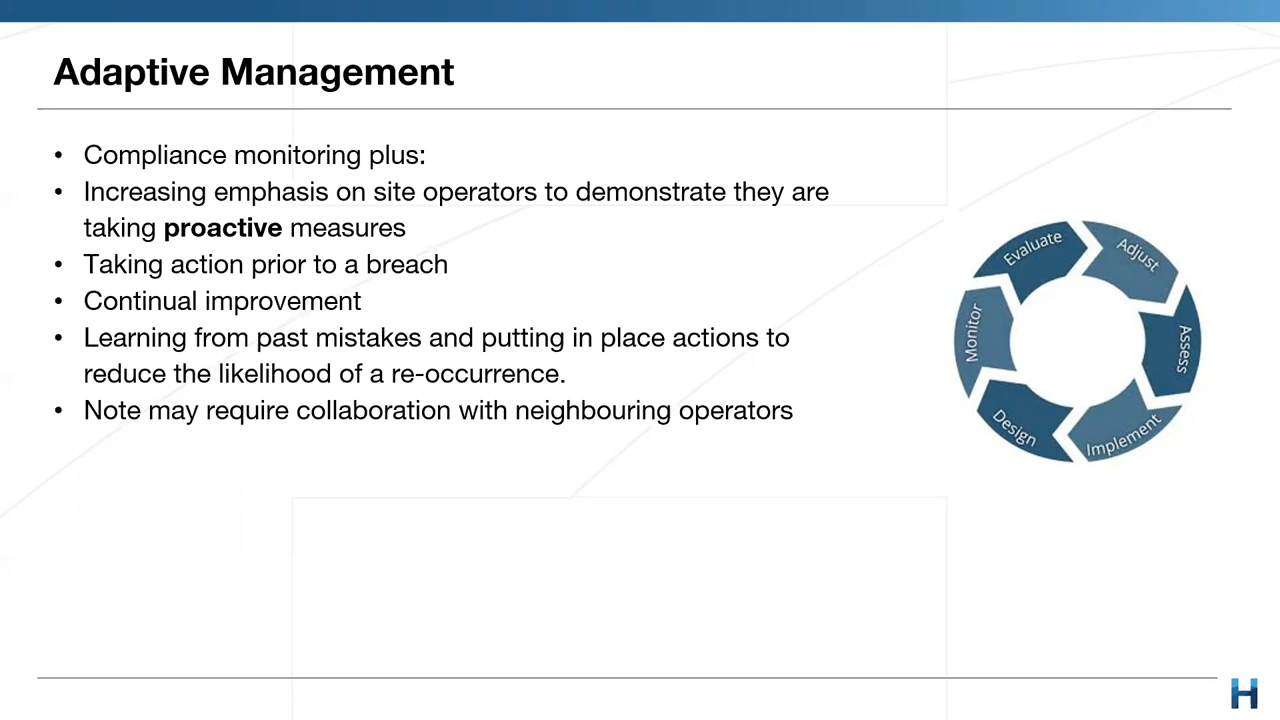 Adaptive Management
• Compliance monitoring plus:
• Increasing emphasis on site operators to demonstrate they are
taking proactive measures
• Taking action prior to a breach
• Continual improvement
• Learning from past mistakes and putting in place actions to
reduce the likelihood of a re-occurrence.
• Note may require collaboration with neighbouring operators
Evaluate
Adjust
Assess
Implement
Design
Monitor
H